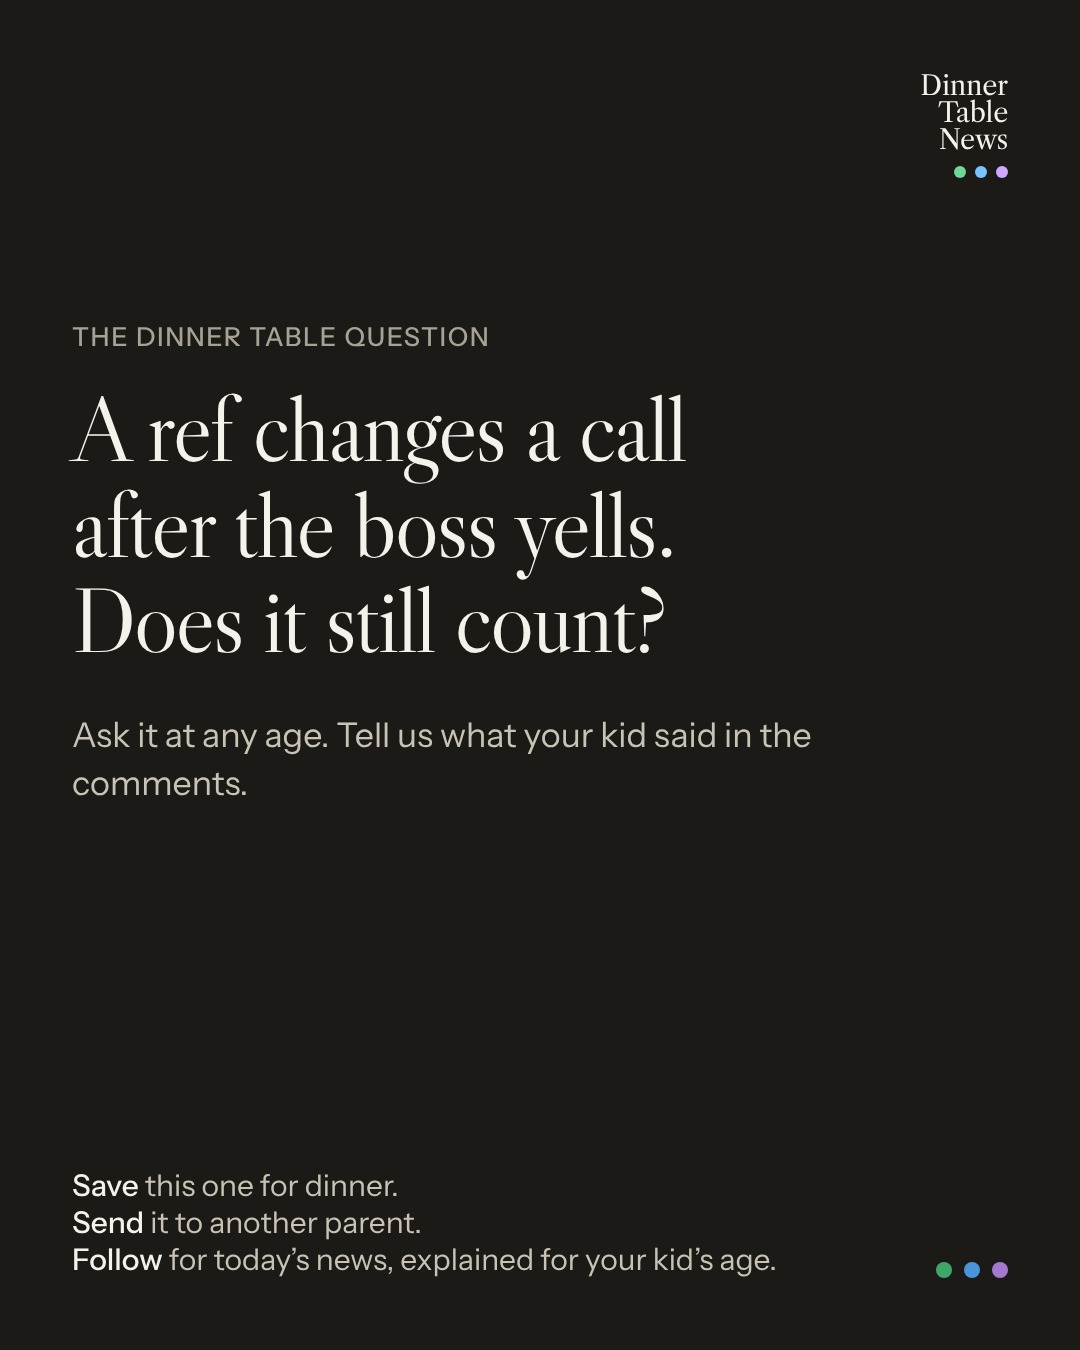 Dinner
Table
News
THE DINNER TABLE QUESTION
A ref changes a call
after the boss yells.
Does it still count?
Ask it at any age. Tell us what your kid said in the
comments.
Save this one for dinner.
Send it to another parent.
Follow for today’s news, explained for your kid’s age.